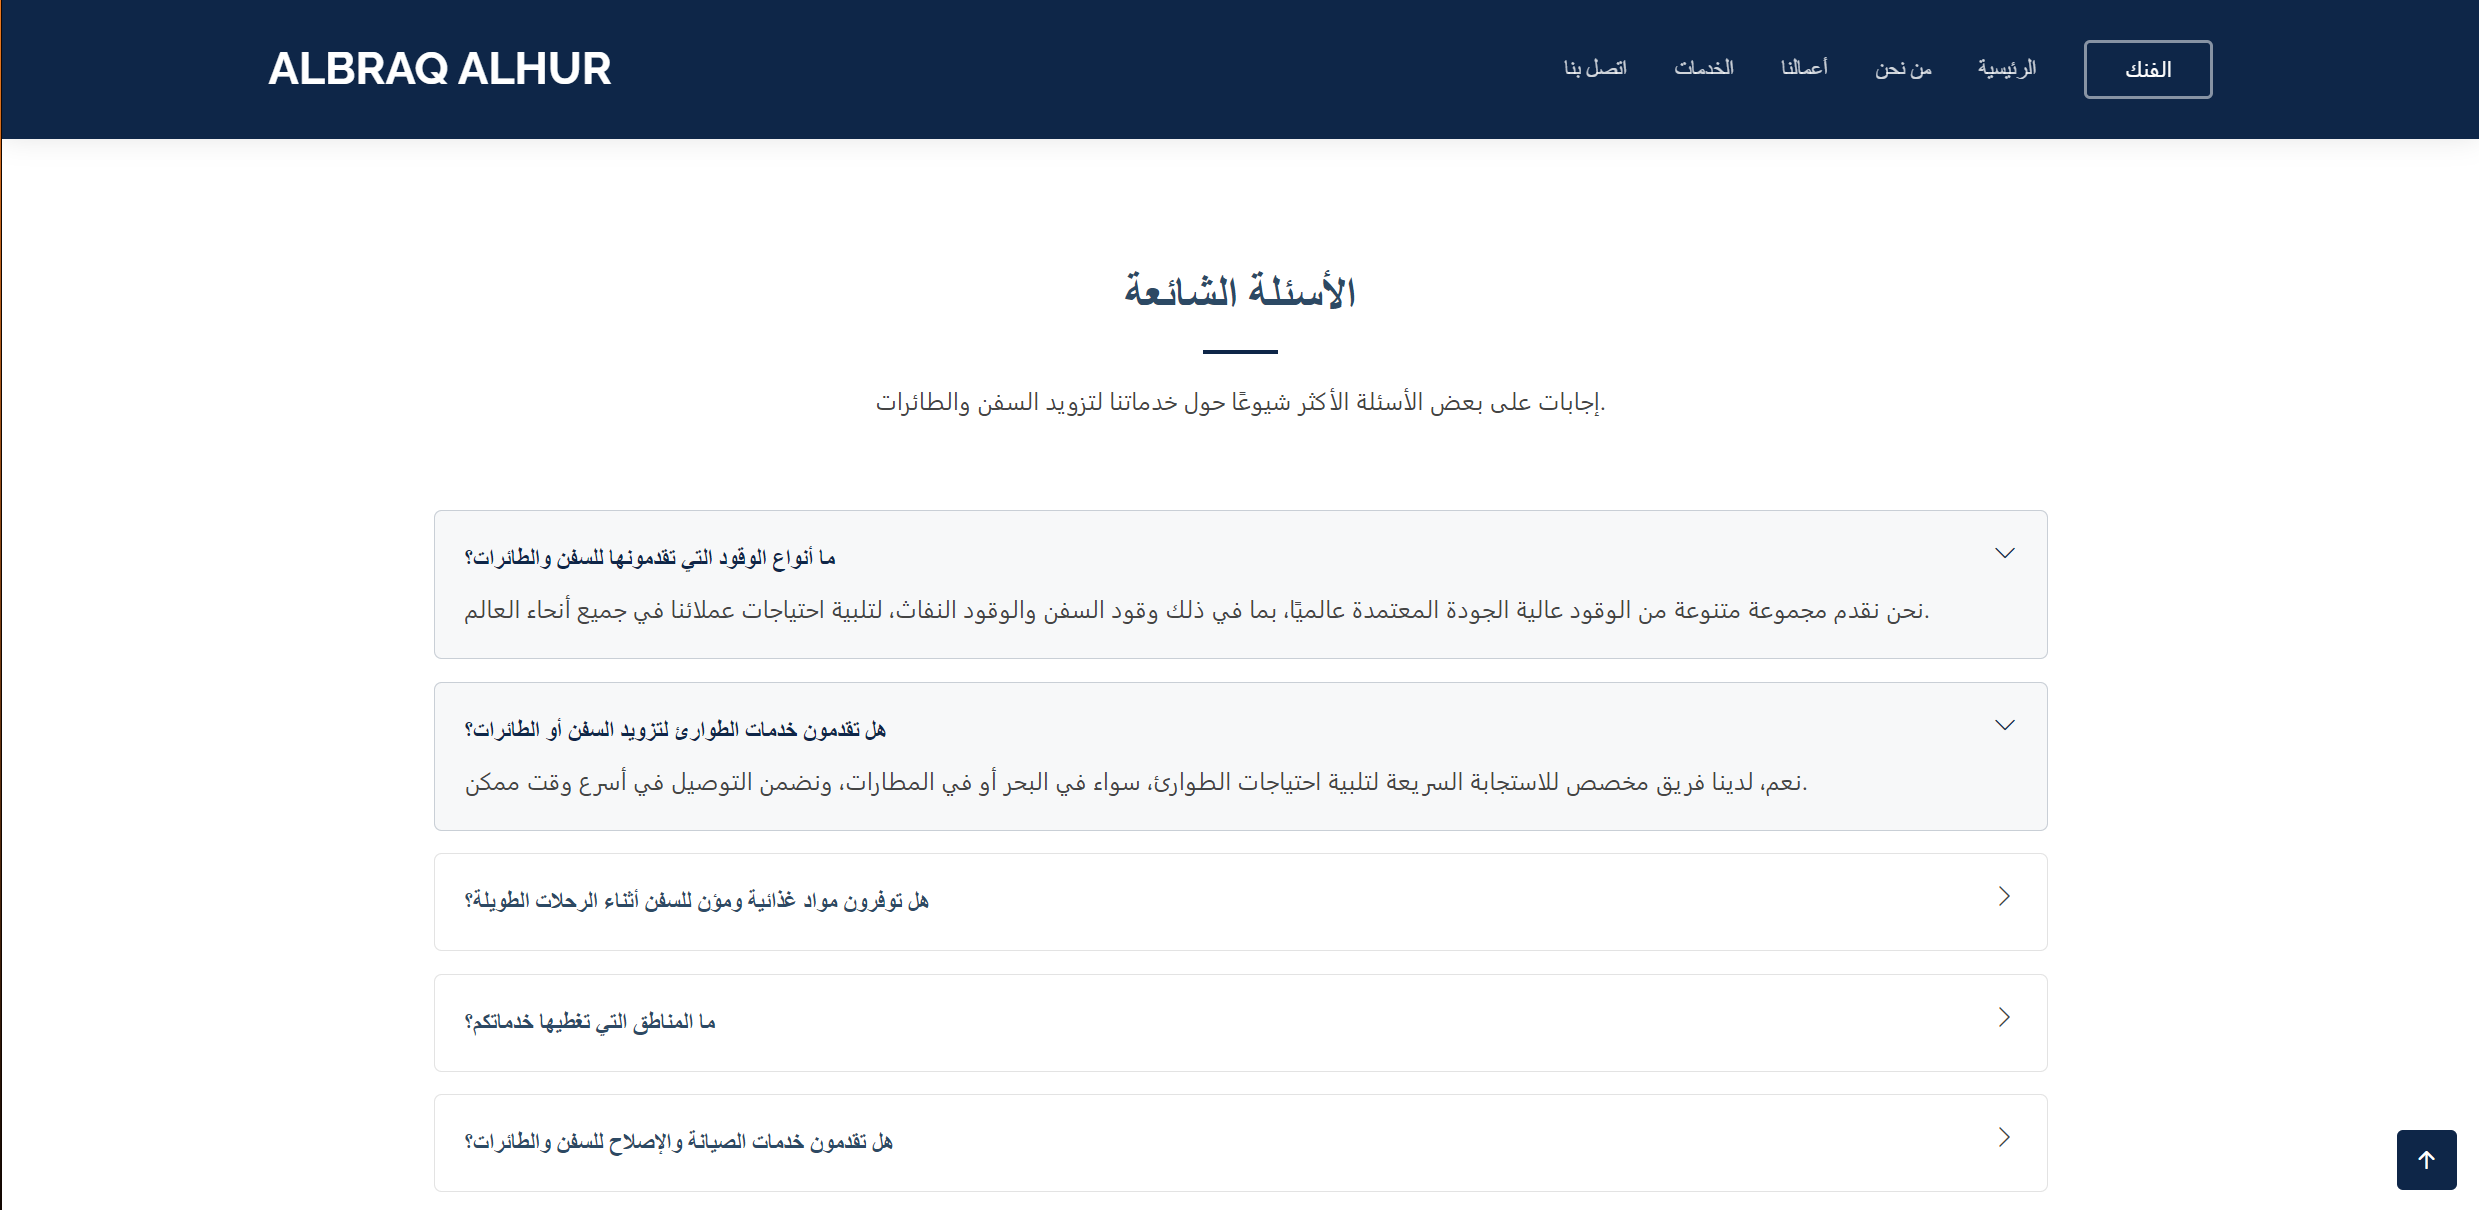 ALBRAQ ALHUR
الفنك
الرئيسية
من نحن
أعمالنا
الخدمات
اتصل بنا
الأسئلة الشائعة
إجابات على بعض الأسئلة الأكثر شيوعًا حول خدماتنا لتزويد السفن والطائرات.
ما أنواع الوقود التي تقدمونها للسفن والطائرات؟
نحن نقدم مجموعة متنوعة من الوقود عالية الجودة المعتمدة عالميًا، بما في ذلك وقود السفن والوقود النفاث، لتلبية احتياجات عملائنا في جميع أنحاء العالم.
هل تقدمون خدمات الطوارئ لتزويد السفن أو الطائرات؟
نعم، لدينا فريق مخصص للاستجابة السريعة لتلبية احتياجات الطوارئ، سواء في البحر أو في المطارات، ونضمن التوصيل في أسرع وقت ممكن.
هل توفرون مواد غذائية ومؤن للسفن أثناء الرحلات الطويلة؟
ما المناطق التي تغطيها خدماتكم؟
هل تقدمون خدمات الصيانة والإصلاح للسفن والطائرات؟